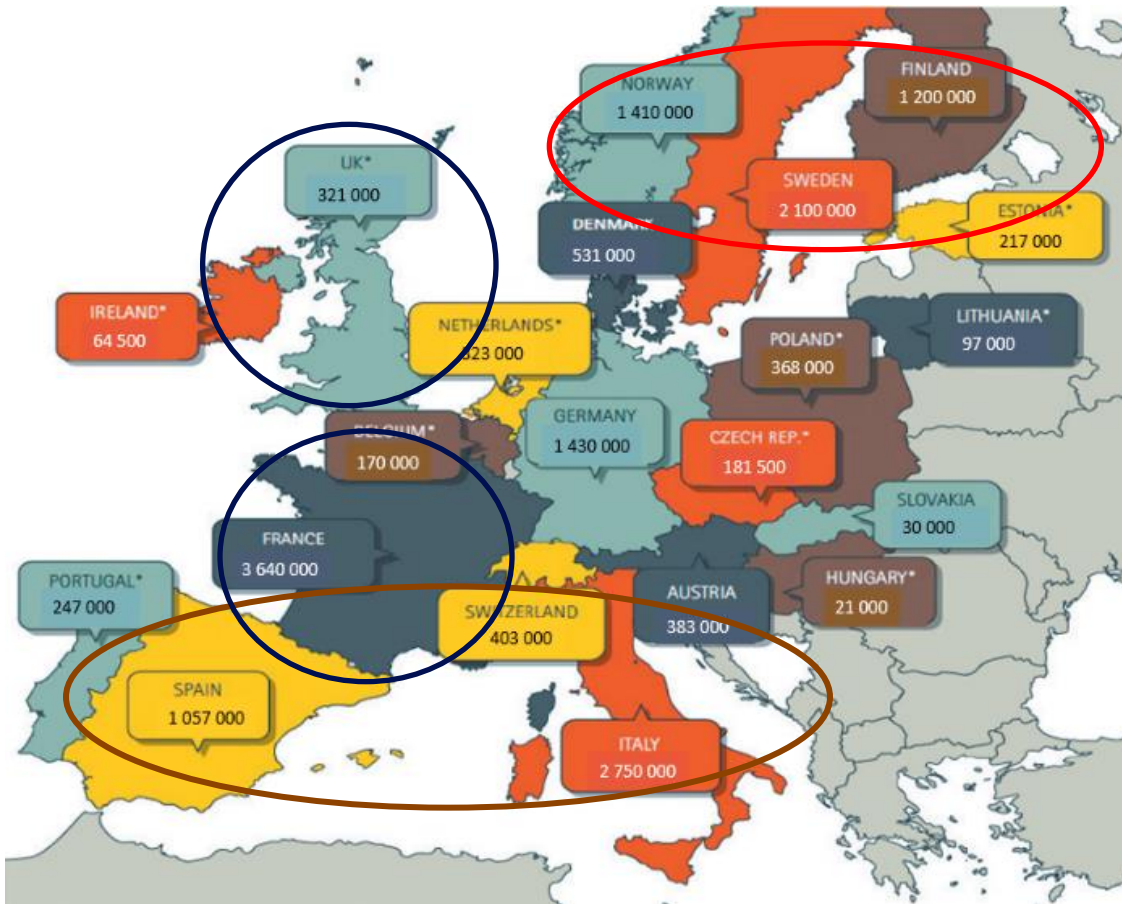 FINLAND
1 200 000
NORWAY
1 410 000
UK*
321 000
SWEDEN
2 100 000
DENMARK
531 000
ESTONIA*
217 000
IRELAND*
64 500
NETHERLANDS*
323 000
LITHUANIA*
97 000
POLAND*
368 000
GERMANY
1 430 000
BELGIUM*
170 000
CZECH REP.*
181 500
SLOVAKIA
30 000
FRANCE
3 640 000
PORTUGAL*
247 000
SWITZERLAND
403 000
AUSTRIA
383 000
HUNGARY*
21 000
SPAIN
1 057 000
ITALY
2 750 000